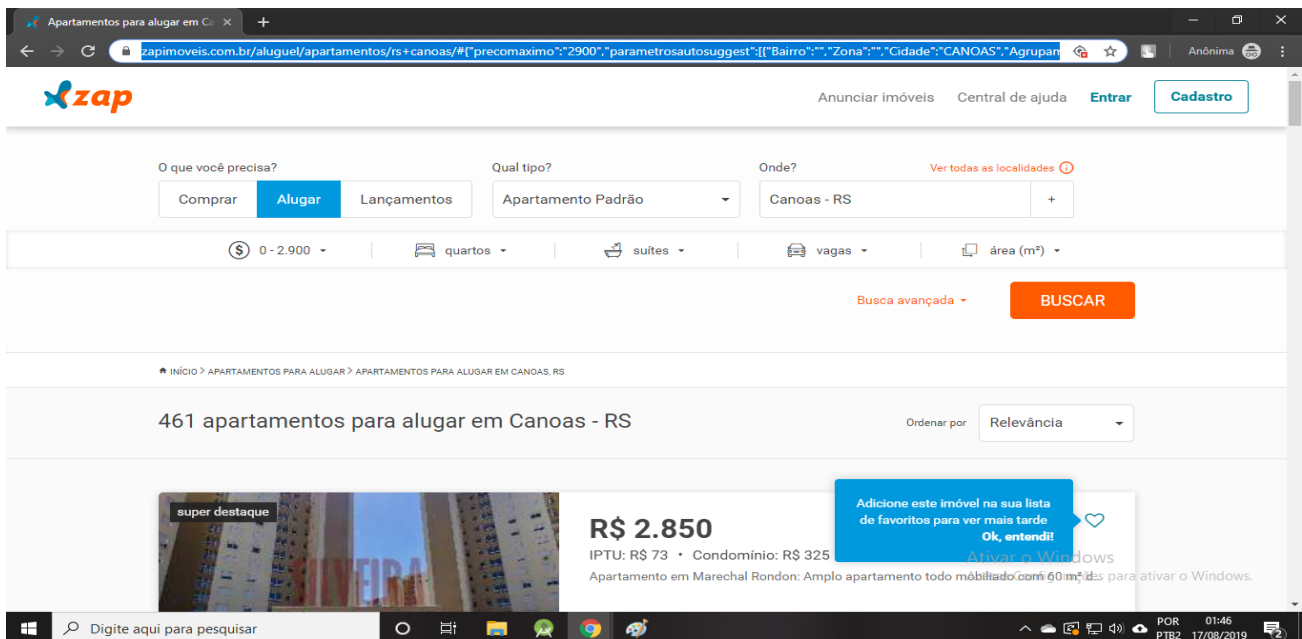 Apartamentos para alugar em Ca
zapimoveis.com.br/aluguel/apartamentos/rs+canoas/#{"precomaximo":"2900","parametrosautosuggest":[{"Bairro":"","Zona":"","Cidade":"CANOAS","Agrupam
Anônima
zap
Anunciar imóveis Central de ajuda Entrar Cadastro
O que você precisa? Qual tipo? Onde? Ver todas as localidades
Comprar Alugar Lançamentos Apartamento Padrão Canoas - RS +
0 - 2.900 quartos suítes vagas área (m²)
Busca avançada BUSCAR
INÍCIO > APARTAMENTOS PARA ALUGAR > APARTAMENTOS PARA ALUGAR EM CANOAS, RS
461 apartamentos para alugar em Canoas - RS Ordenar por Relevância
super destaque
SILVEIRA
R$ 2.850
IPTU: R$ 73 • Condomínio: R$ 325
Apartamento em Marechal Rondon: Amplo apartamento todo mobiliado com 60 m² d...
Adicione este imóvel na sua lista
de favoritos para ver mais tarde
Ok, entendi!
Ativar o Windows
para ativar o Windows.
Digite aqui para pesquisar
POR 01:46
PTB2 17/08/2019
2